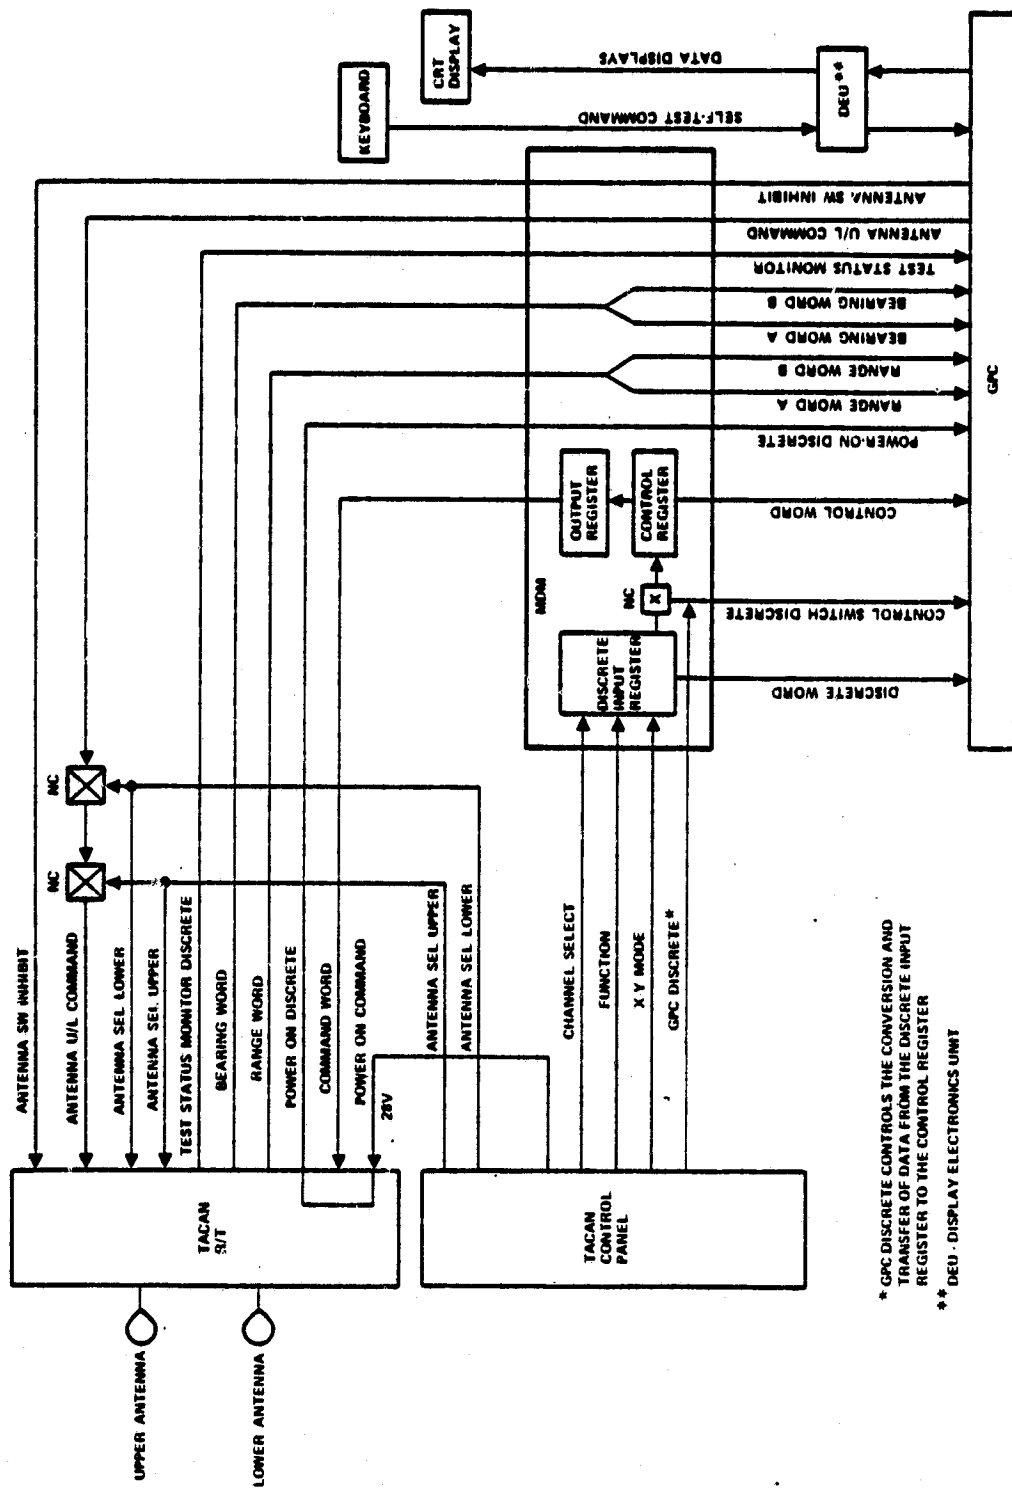 UPPER ANTENNA
LOWER ANTENNA
TACAN
R/T
TACAN
CONTROL
PANEL
ANTENNA SW INHIBIT
ANTENNA U/L COMMAND
ANTENNA SEL LOWER
ANTENNA SEL UPPER
TEST STATUS MONITOR DISCRETE
BEARING WORD
RANGE WORD
POWER ON DISCRETE
COMMAND WORD
POWER ON COMMAND
28V
ANTENNA SEL UPPER
ANTENNA SEL LOWER
CHANNEL SELECT
FUNCTION
X Y MODE
GPC DISCRETE*
NC
NC
MDM
DISCRETE
INPUT
REGISTER
NC
X
OUTPUT
REGISTER
CONTROL
REGISTER
KEYBOARD
CRT
DISPLAY
SELF-TEST COMMAND
DATA DISPLAYS
DEU**
ANTENNA SW INHIBIT
ANTENNA U/L COMMAND
TEST STATUS MONITOR
BEARING WORD B
BEARING WORD A
RANGE WORD B
RANGE WORD A
POWER-ON DISCRETE
CONTROL WORD
CONTROL SWITCH DISCRETE
DISCRETE WORD
GPC
* GPC DISCRETE CONTROLS THE CONVERSION AND
TRANSFER OF DATA FROM THE DISCRETE INPUT
REGISTER TO THE CONTROL REGISTER
** DEU - DISPLAY ELECTRONICS UNIT